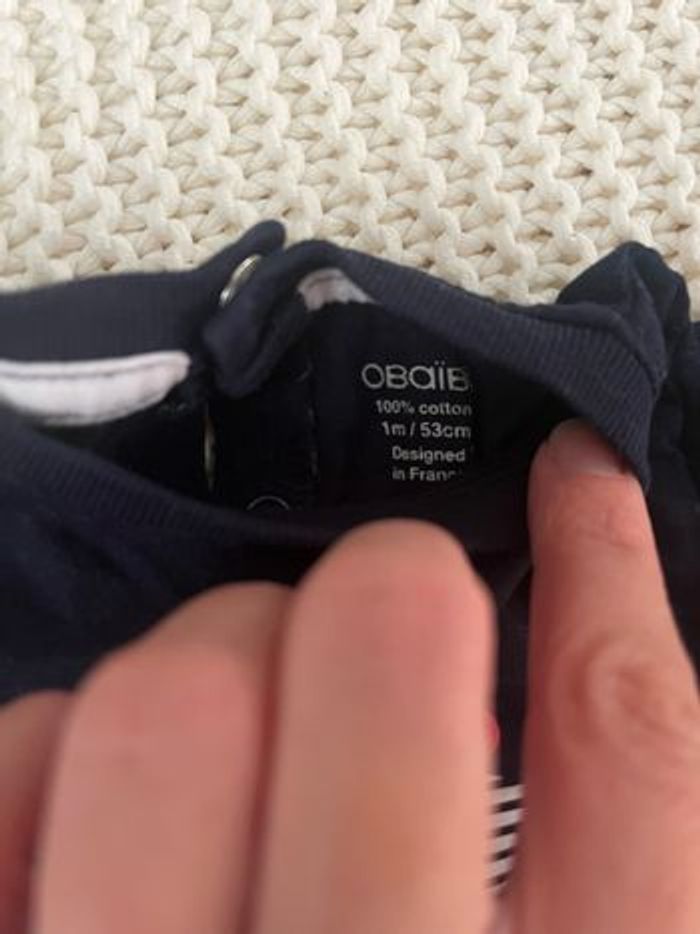 OBaïB
100% cotton
1m / 53cm
Designed
in Franc